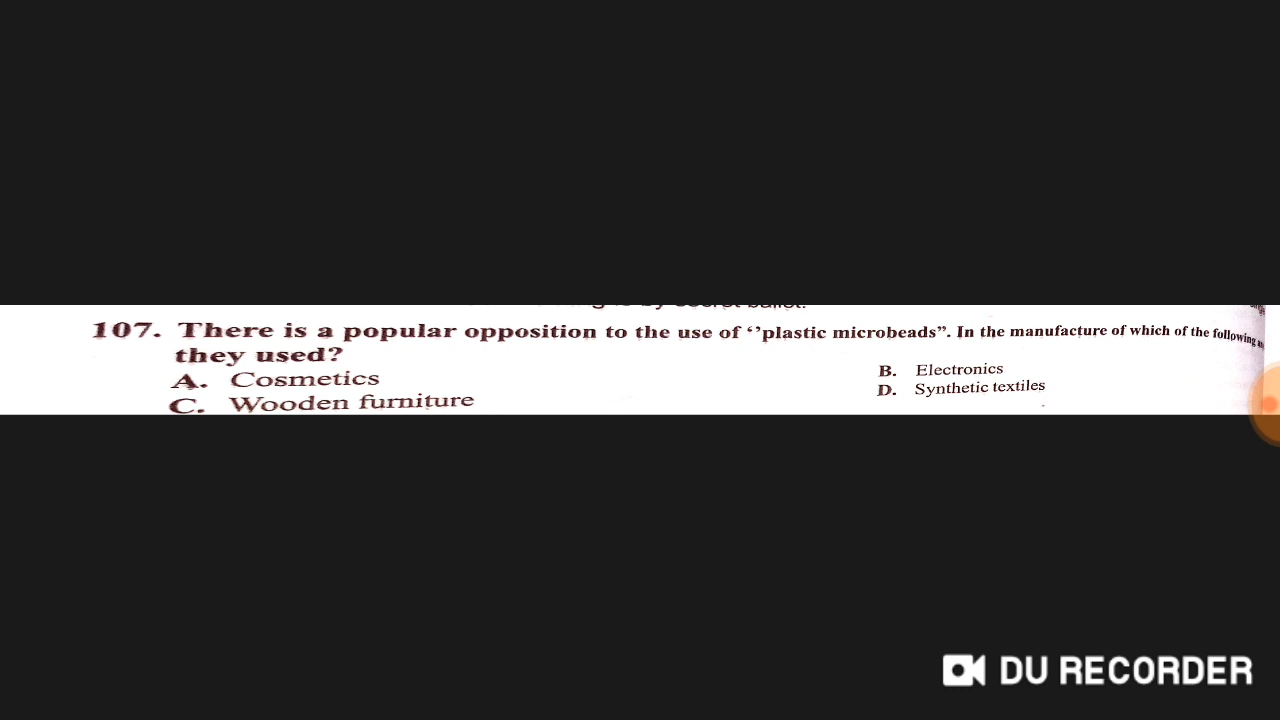 107. There is a popular opposition to the use of ‘’plastic microbeads”. In the manufacture of which of the following
they used?
A. Cosmetics
B. Electronics
C. Wooden furniture
D. Synthetic textiles
DU RECORDER